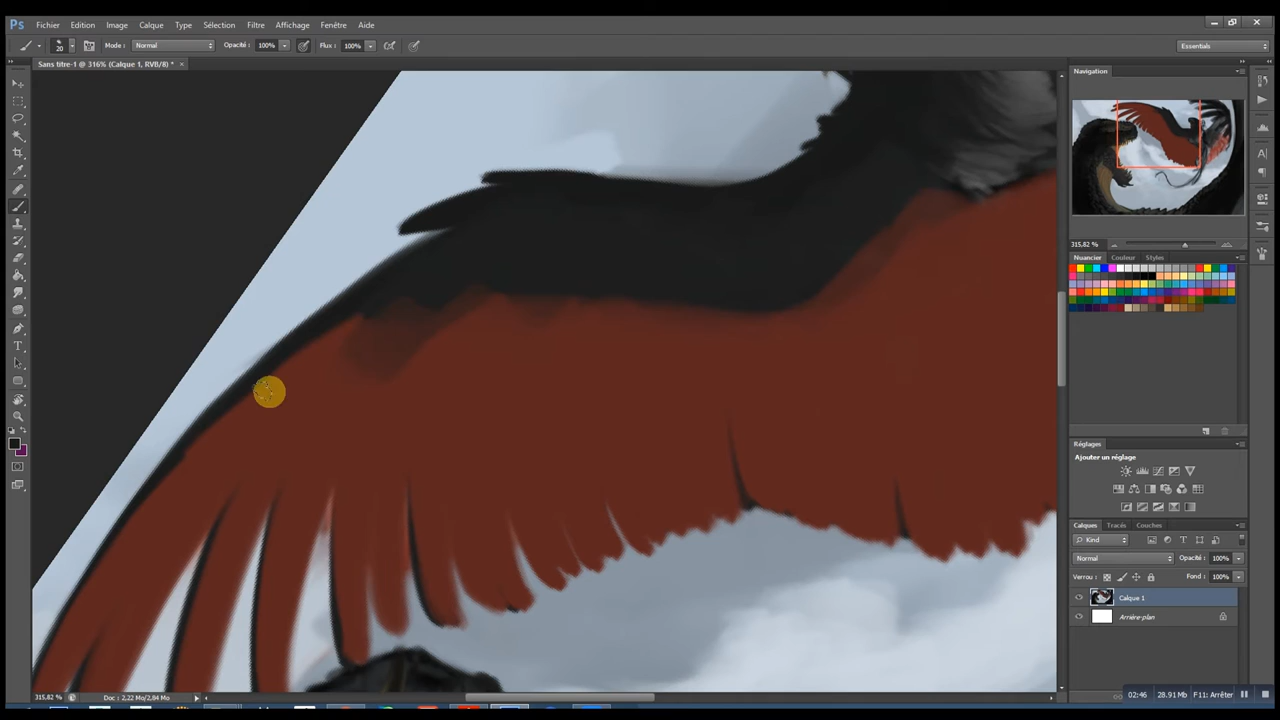 Ps Fichier Edition Image Calque Type Sélection Filtre Affichage Fenêtre Aide
20 Mode : Normal Opacité : 100% Flux : 100% Essentials
Sans titre-1 @ 316% (Calque 1, RVB/8) * ×
Navigation
315,82 %
Nuancier Couleur Styles
Réglages
Ajouter un réglage
Calques Tracés Couches
Kind
Normal Opacité : 100%
Verrou : Fond : 100%
Calque 1
Arrière-plan
315,82 % Doc : 2,22 Mo/2,84 Mo
02:46 28.91 Mb F11: Arrêter